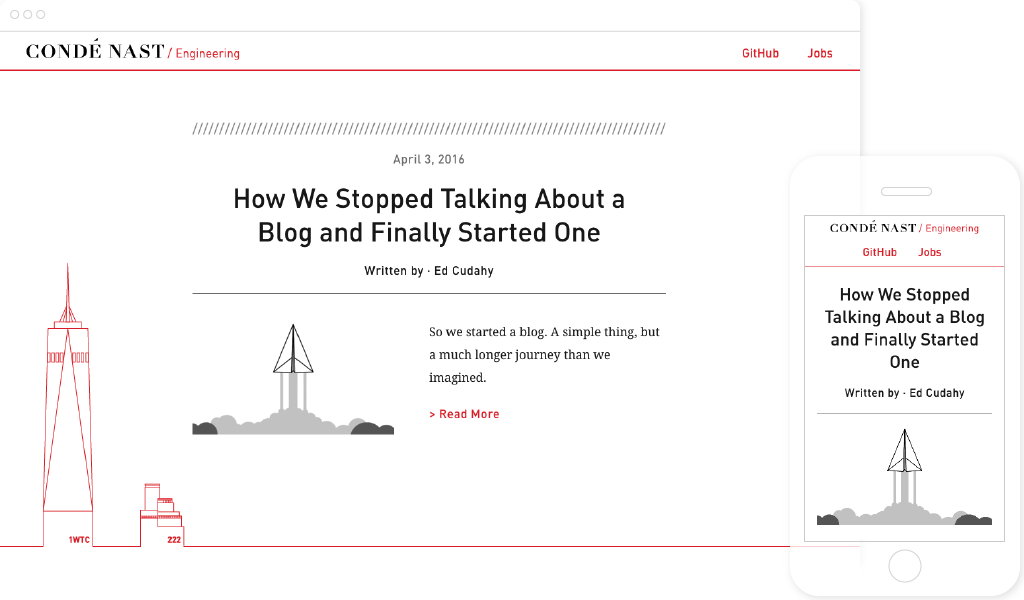 CONDÉ NAST / Engineering
GitHub Jobs
////////////////////////////////////////////////////////////////////////////////////////
April 3, 2016
How We Stopped Talking About a
Blog and Finally Started One
Written by · Ed Cudahy
So we started a blog. A simple thing, but
a much longer journey than we
imagined.
> Read More
1WTC
222
CONDÉ NAST / Engineering
GitHub Jobs
How We Stopped
Talking About a Blog
and Finally Started
One
Written by · Ed Cudahy